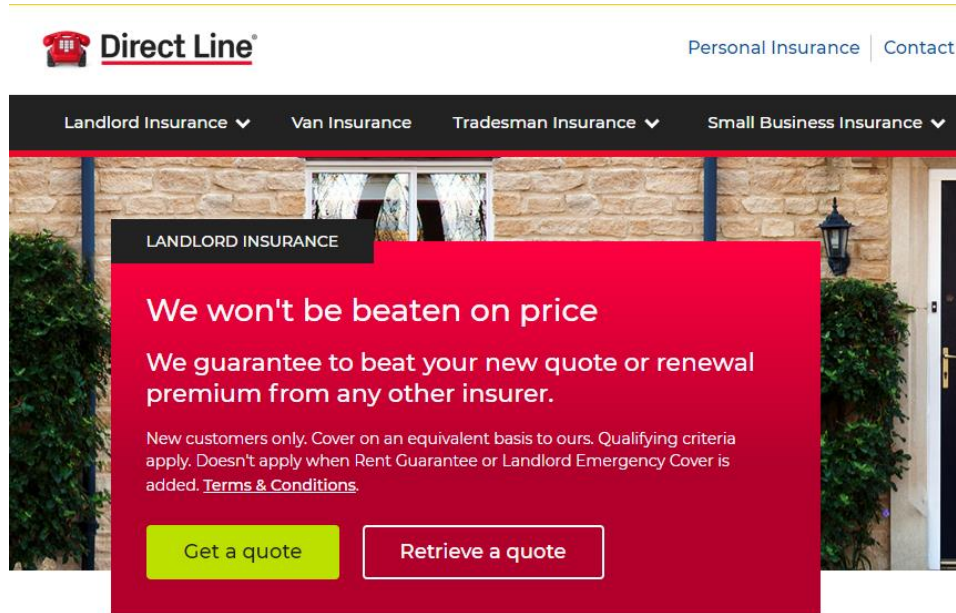 Direct Line®
Personal Insurance
Contact
Landlord Insurance
Van Insurance
Tradesman Insurance
Small Business Insurance
LANDLORD INSURANCE
We won't be beaten on price
We guarantee to beat your new quote or renewal
premium from any other insurer.
New customers only. Cover on an equivalent basis to ours. Qualifying criteria
apply. Doesn't apply when Rent Guarantee or Landlord Emergency Cover is
added. Terms & Conditions.
Get a quote
Retrieve a quote